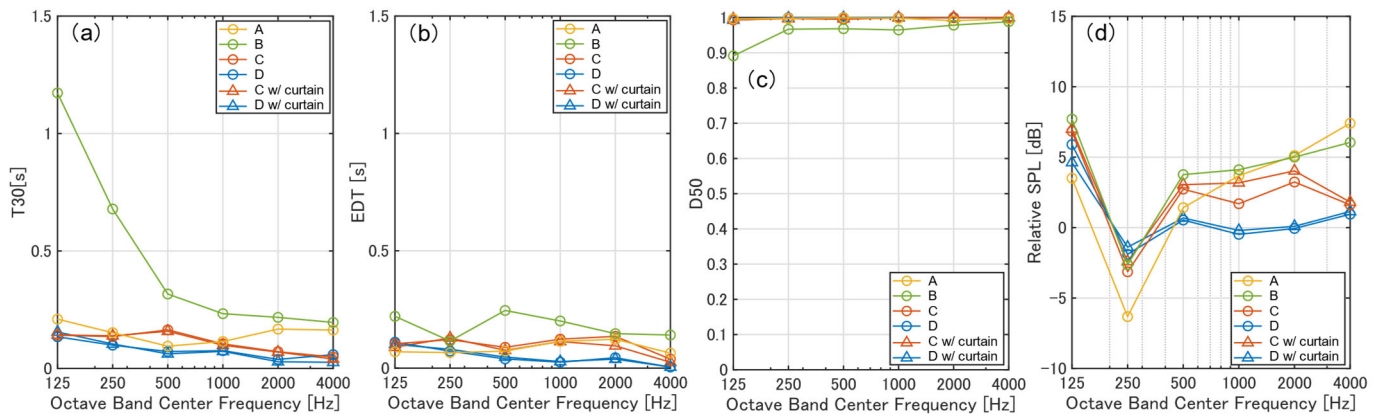 (a)
T30[s]
1.5
1
0.5
0
125 250 500 1000 2000 4000
Octave Band Center Frequency [Hz]
A
B
C
D
C w/ curtain
D w/ curtain
(b)
EDT [s]
1.5
1
0.5
0
125 250 500 1000 2000 4000
Octave Band Center Frequency [Hz]
A
B
C
D
C w/ curtain
D w/ curtain
(c)
D50
1
0.9
0.8
0.7
0.6
0.5
0.4
0.3
0.2
0.1
0
125 250 500 1000 2000 4000
Octave Band Center Frequency [Hz]
A
B
C
D
C w/ curtain
D w/ curtain
(d)
Relative SPL [dB]
15
10
5
0
-5
-10
125 250 500 1000 2000 4000
Octave Band Center Frequency [Hz]
A
B
C
D
C w/ curtain
D w/ curtain